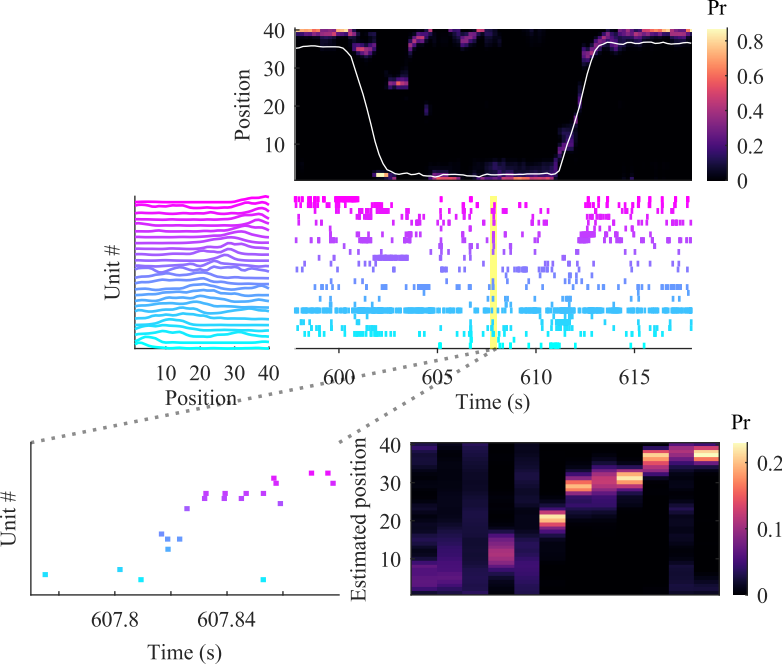 Pr
40
30
20
10
Position
0.8
0.6
0.4
0.2
0
Unit #
10 20 30 40
Position
600 605 610 615
Time (s)
Unit #
607.8 607.84
Time (s)
Pr
40
30
20
10
Estimated position
0.2
0.1
0